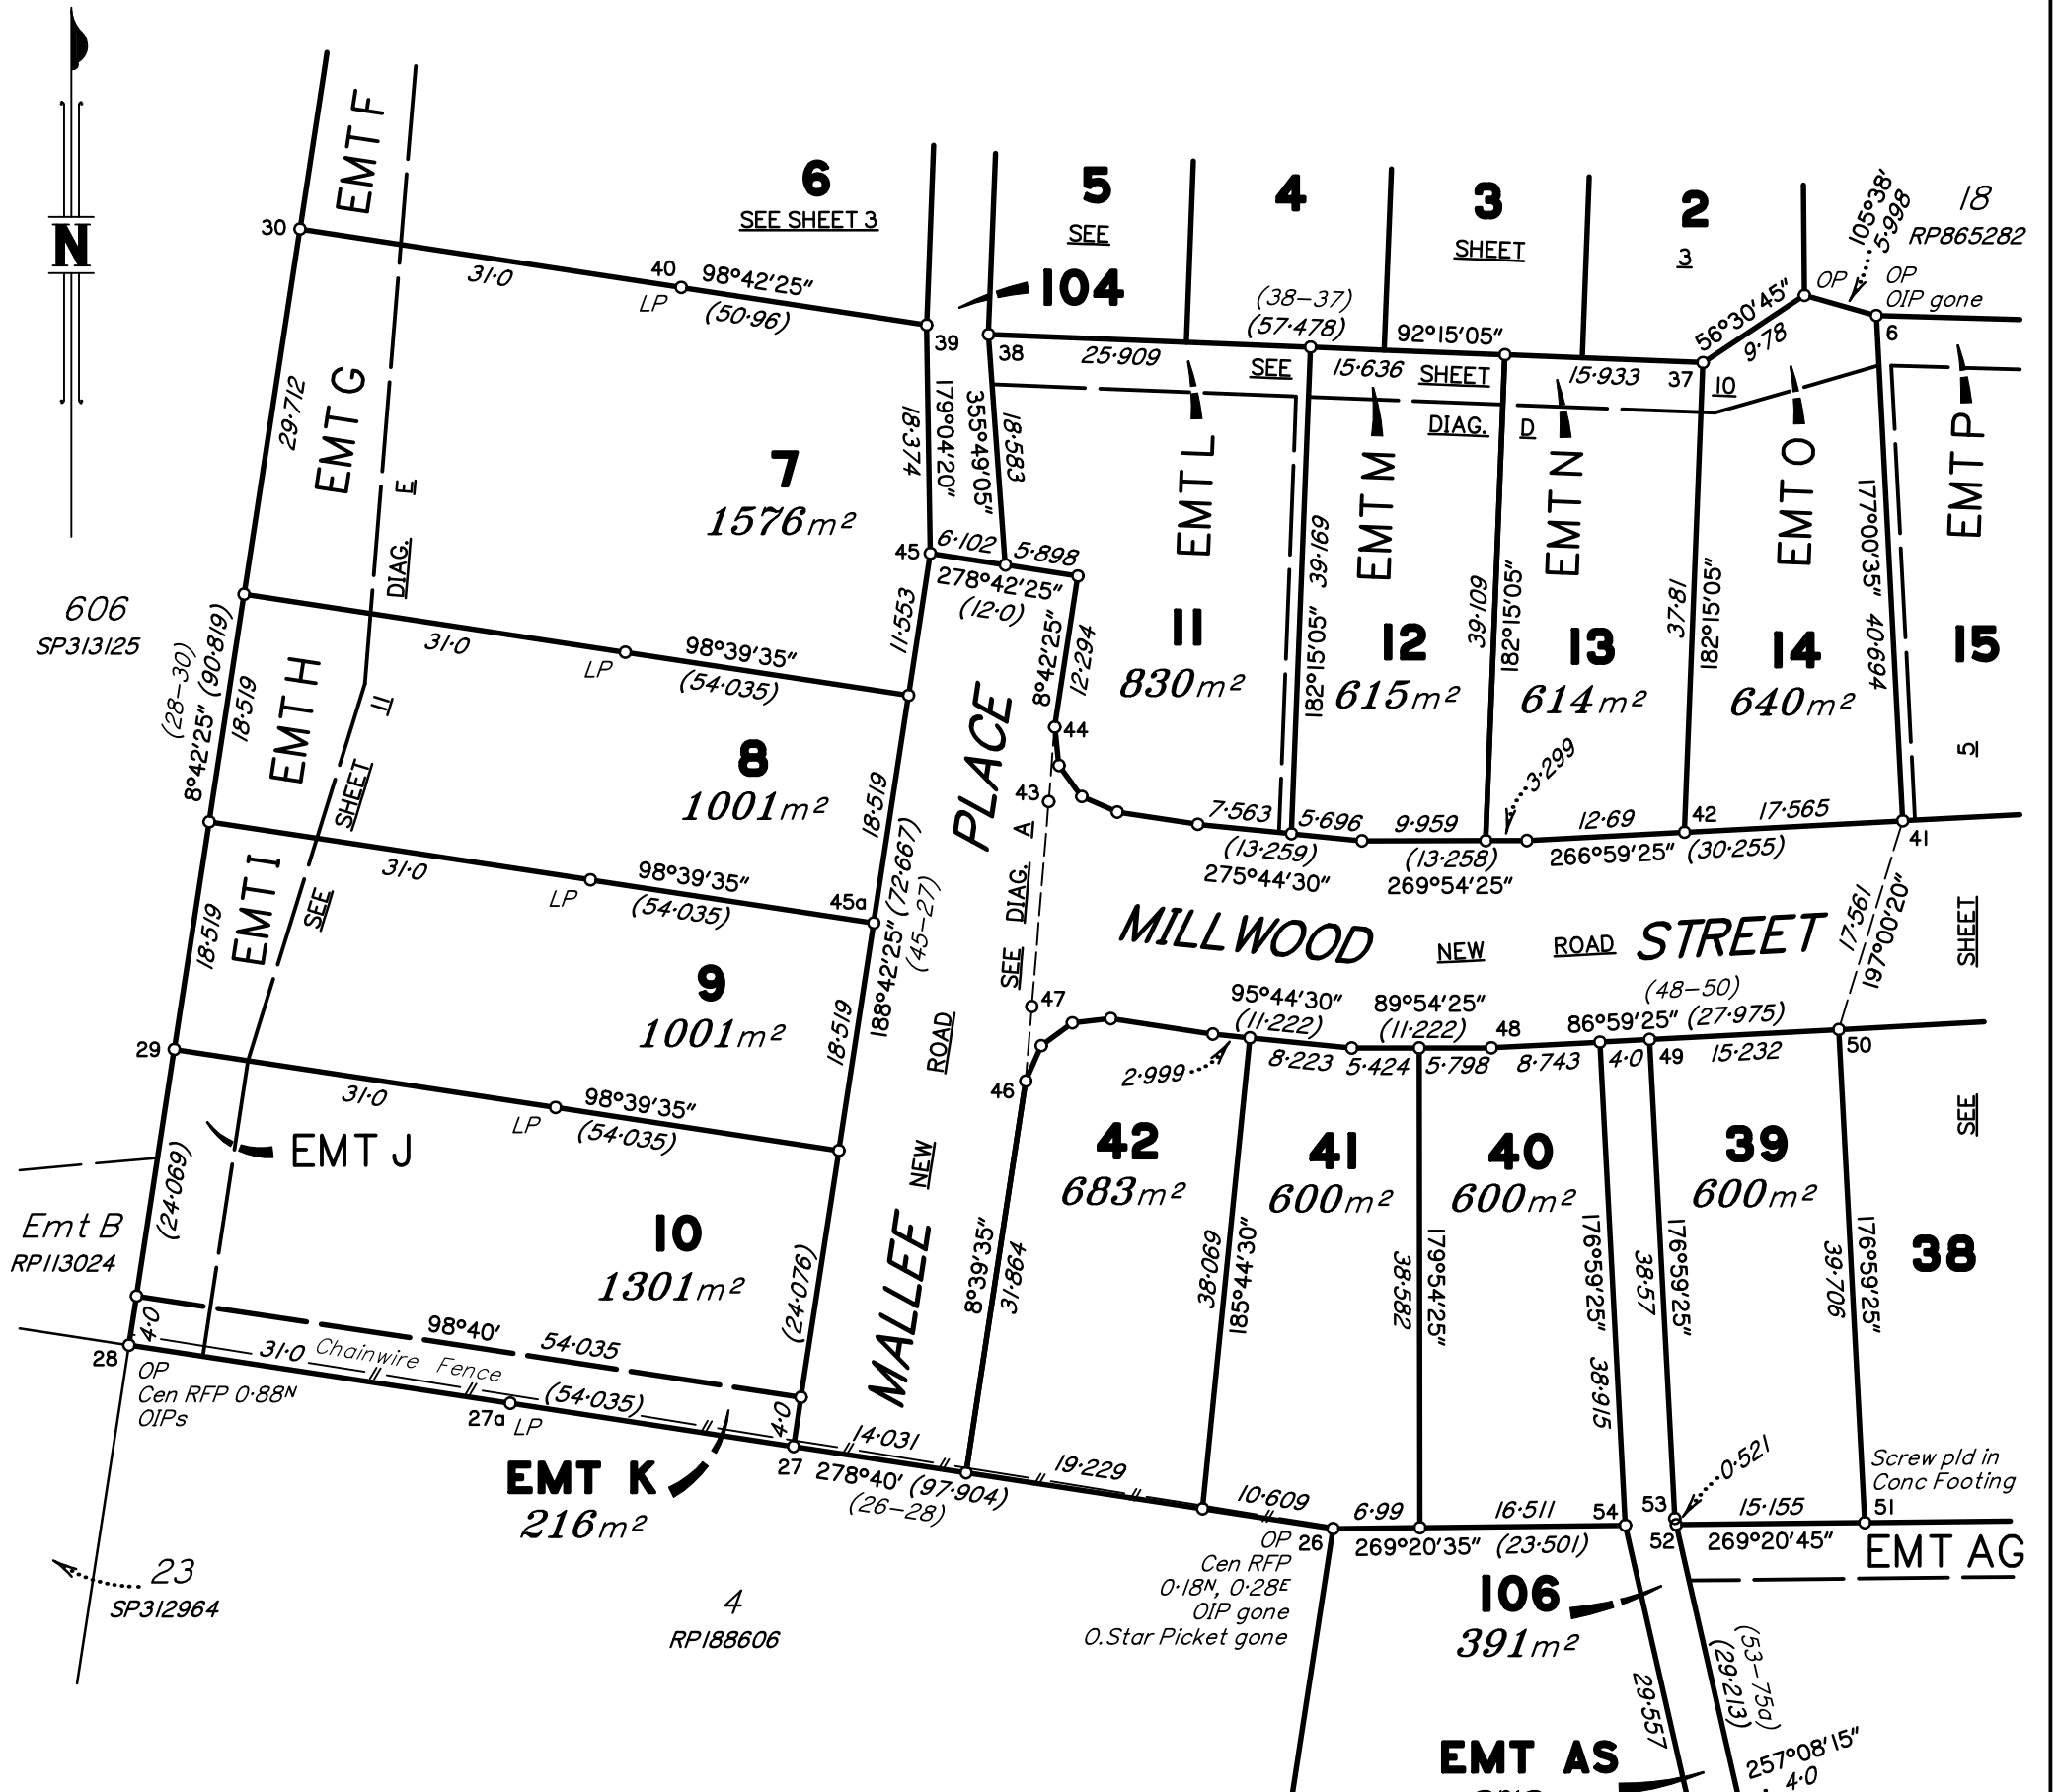 N
EMT F
6
SEE SHEET 3
5
SEE
4
3
SHEET
2
3
105°38′
5·998
18
RP865282
30
31·0
40
98°42′25″
LP
(50·96)
104
(38–37)
(57·478)
92°15′05″
56°30′45″
9·78
OP
OP
OIP gone
6
39
38
25·909
SEE
15·636
SHEET
15·933
37
10
DIAG.
D
29·712
EMT G
DIAG. E
7
1576m²
18·374
179°04′20″
355°49′05″
18·583
EMT L
EMT M
EMT N
EMT O
EMT P
45
6·102
5·898
278°42′25″
(12·0)
39·169
182°15′05″
39·109
182°15′05″
37·81
182°15′05″
177°00′35″ 40·694
606
SP313125
(28–30)
8°42′25″ (90·819)
18·519
EMT H
31·0
LP
98°39′35″
(54·035)
11·553
8°42′25″
12·294
11
830m²
12
615m²
13
614m²
14
640m²
15
5
SEE SHEET 11
8
1001m²
18·519
PLACE
44
43
3·299
7·563
5·696
9·959
12·69
42
17·565
41
(13·259)
275°44′30″
(13·258)
269°54′25″
266°59′25″ (30·255)
18·519
EMT I
31·0
LP
98°39′35″
(54·035)
45a
188°42′25″ (72·667)
(45–27)
SEE DIAG. A
MILLWOOD
NEW
ROAD
STREET
17·561
197°00′20″
SHEET
9
1001m²
18·519
ROAD
47
95°44′30″
(11·222)
89°54′25″
(11·222)
48
86°59′25″ (27·975)
(48–50)
50
29
31·0
LP
98°39′35″
(54·035)
46
2·999
8·223
5·424
5·798
8·743
4·0
49
15·232
SEE
EMT J
(24·069)
Emt B
RP113024
10
1301m²
(24·076)
MALLEE
NEW
8°39′35″
31·864
42
683m²
38·069
185°44′30″
41
600m²
38·582
179°54′25″
40
600m²
176°59′25″ 38·915
38·57
176°59′25″
39
600m²
39·706
176°59′25″
38
4·0
98°40′
54·035
28
OP
Cen RFP 0·88ᴺ
OIPs
31·0
Chainwire Fence
(54·035)
27a
LP
4·0
27
14·031
278°40′ (97·904)
(26–28)
19·229
10·609
EMT K
216m²
OP
Cen RFP
0·18ᴺ, 0·28ᴱ
OIP gone
O.Star Picket gone
26
6·99
16·511
269°20′35″ (23·501)
54
53
52
0·521
15·155
269°20′45″
51
Screw pld in
Conc Footing
EMT AG
23
SP312964
4
RP188606
106
391m²
29·557
(53–75a)
(29·213)
EMT AS
257°08′15″
4·0